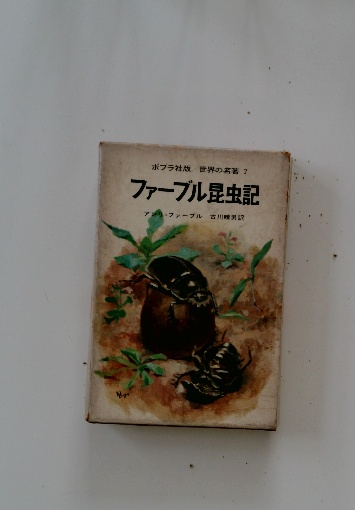 ポプラ社版 世界の名著 7
ファーブル昆虫記
アンリ・ファーブル 古川晴男訳